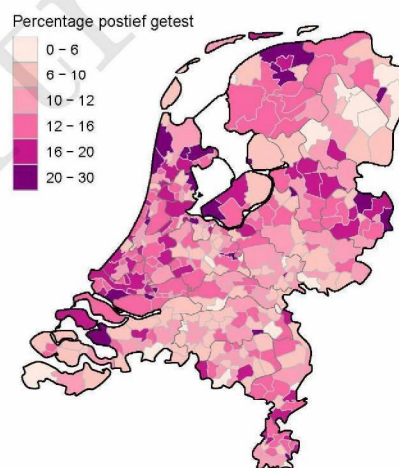 Percentage postief getest
0 – 6
6 – 10
10 – 12
12 – 16
16 – 20
20 – 30